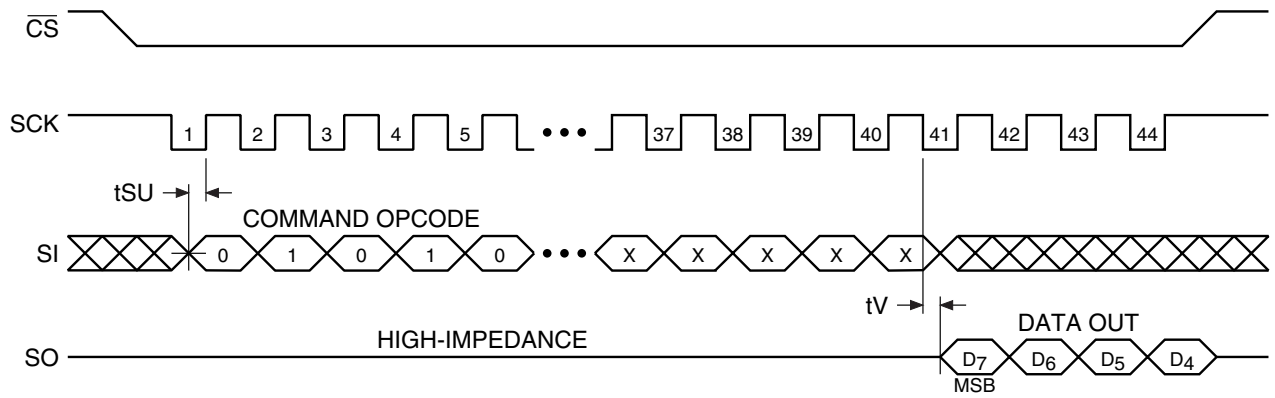 CS
SCK 1 2 3 4 5 ••• 37 38 39 40 41 42 43 44
tSU
COMMAND OPCODE
SI 0 1 0 1 0 ••• X X X X X
tV
HIGH-IMPEDANCE
DATA OUT
SO D7 D6 D5 D4
MSB